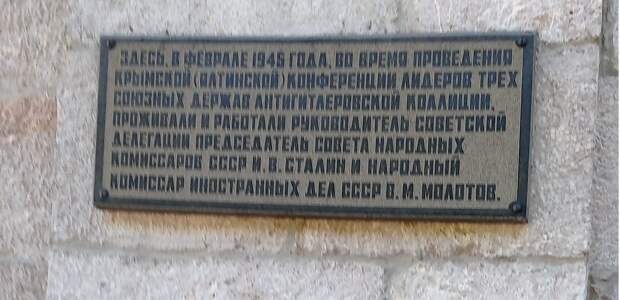 ЗДЕСЬ, В ФЕВРАЛЕ 1945 ГОДА, ВО ВРЕМЯ ПРОВЕДЕНИЯ
КРЫМСКОЙ (ЯЛТИНСКОЙ) КОНФЕРЕНЦИИ ЛИДЕРОВ ТРЕХ
СОЮЗНЫХ ДЕРЖАВ АНТИГИТЛЕРОВСКОЙ КОАЛИЦИИ,
ПРОЖИВАЛИ И РАБОТАЛИ РУКОВОДИТЕЛЬ СОВЕТСКОЙ
ДЕЛЕГАЦИИ ПРЕДСЕДАТЕЛЬ СОВЕТА НАРОДНЫХ
КОМИССАРОВ СССР И.В. СТАЛИН И НАРОДНЫЙ
КОМИССАР ИНОСТРАННЫХ ДЕЛ СССР В.М. МОЛОТОВ.